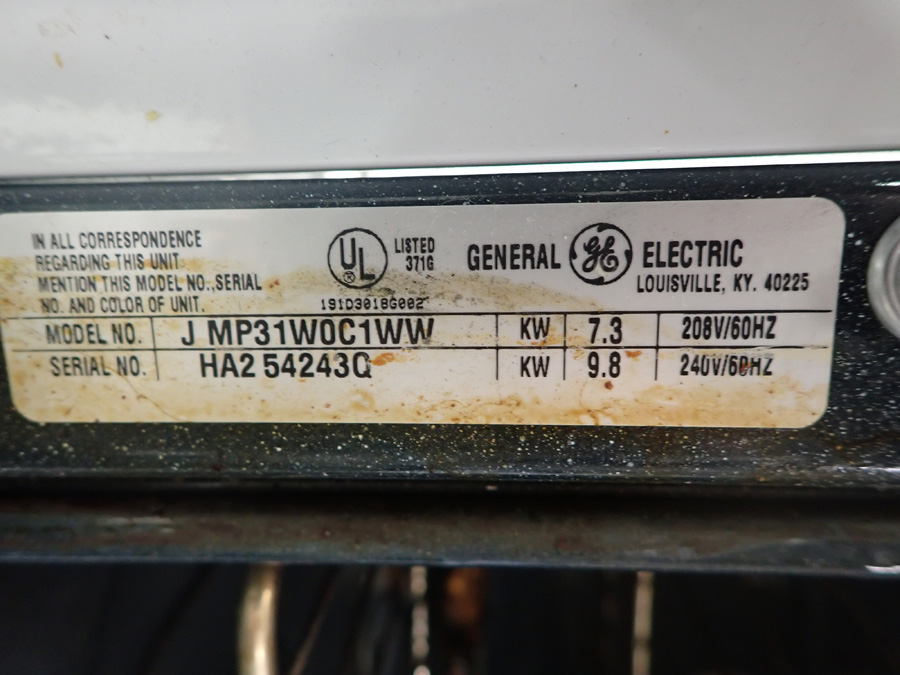 IN ALL CORRESPONDENCE
REGARDING THIS UNIT
MENTION THIS MODEL NO.,SERIAL
NO. AND COLOR OF UNIT.
UL ®
LISTED
371G
191D3018G002
GENERAL GE ELECTRIC
LOUISVILLE, KY. 40225
MODEL NO. J MP31W0C1WW KW 7.3 208V/60HZ
SERIAL NO. HA2 54243Q KW 9.8 240V/60HZ